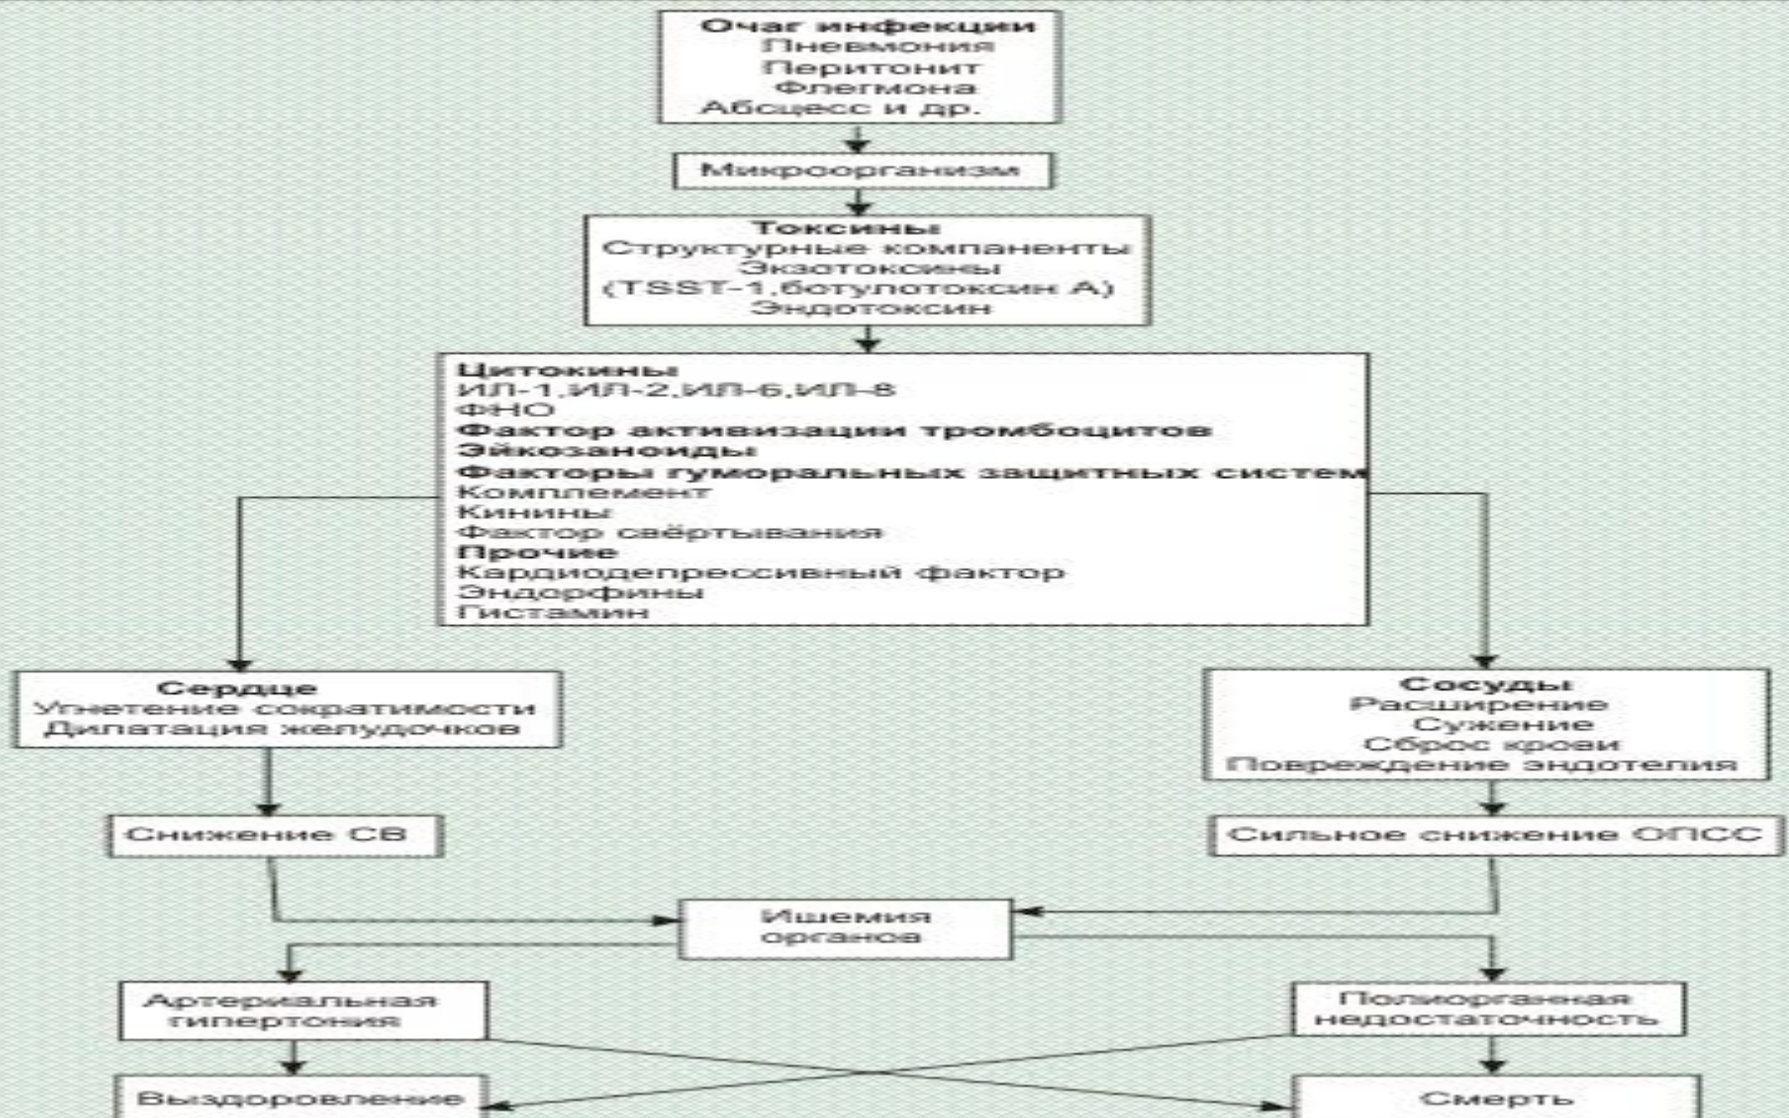 Очаг инфекции
Пневмония
Перитонит
Флегмона
Абсцесс и др.
Микроорганизм
Токсины
Структурные компаненты
Экзотоксины
(TSST-1,ботулотоксин А)
Эндотоксин
Цитокины
ИЛ-1,ИЛ-2,ИЛ-6,ИЛ-8
ФНО
Фактор активизации тромбоцитов
Эйкозаноиды
Факторы гуморальных защитных систем
Комплемент
Кинины
Фактор свёртывания
Прочие
Кардиодепрессивный фактор
Эндорфины
Гистамин
Сердце
Угнетение сократимости
Дилатация желудочков
Сосуды
Расширение
Сужение
Сброс крови
Повреждение эндотелия
Снижение СВ
Сильное снижение ОПСС
Ишемия
органов
Артериальная
гипертония
Полиорганная
недостаточность
Выздоровление
Смерть